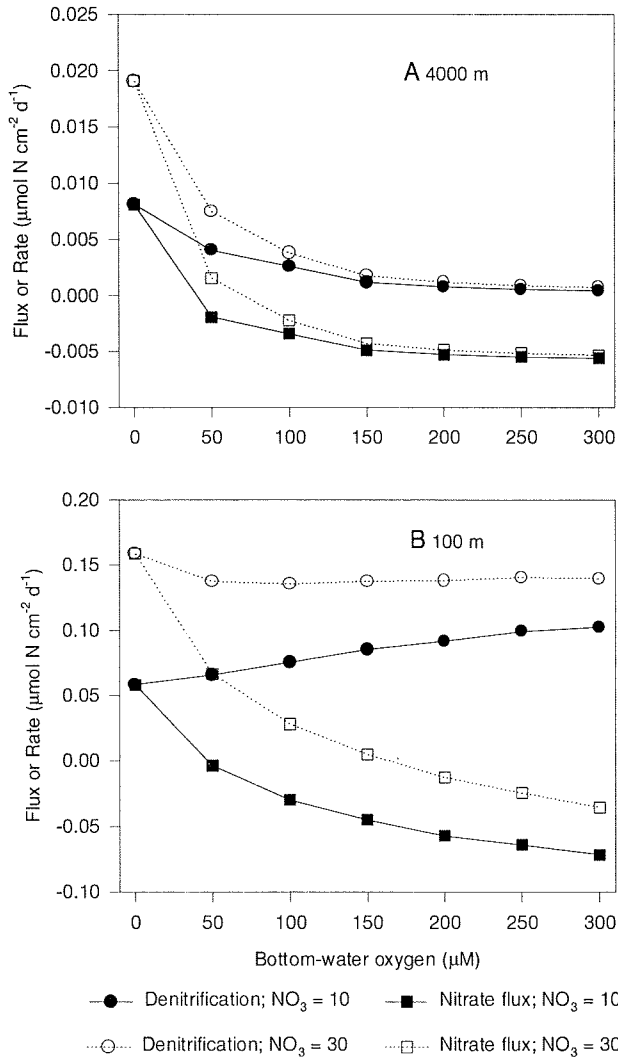 0.025
0.020
0.015
0.010
0.005
0.000
-0.005
-0.010
Flux or Rate (µmol N cm⁻² d⁻¹)
A 4000 m
0 50 100 150 200 250 300
0.20
0.15
0.10
0.05
0.00
-0.05
-0.10
Flux or Rate (µmol N cm⁻² d⁻¹)
B 100 m
0 50 100 150 200 250 300
Bottom-water oxygen (µM)
Denitrification; NO₃ = 10 Nitrate flux; NO₃ = 10
Denitrification; NO₃ = 30 Nitrate flux; NO₃ = 30